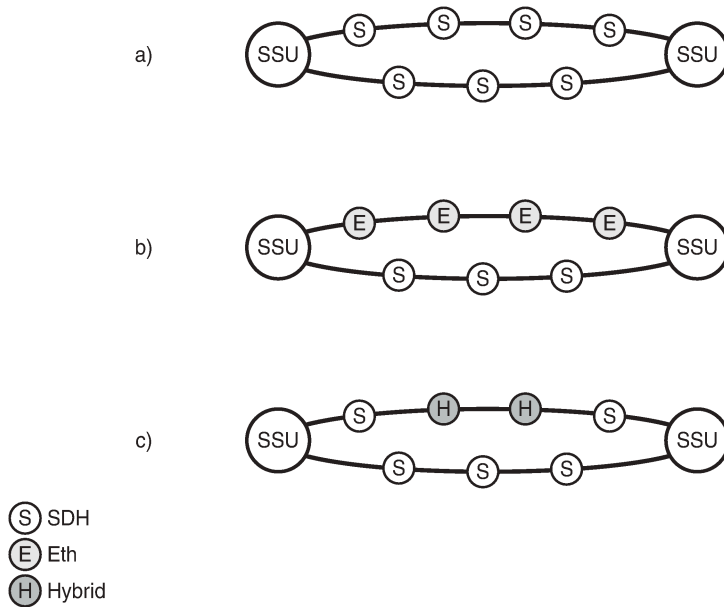 S S S S
a) SSU SSU
S S S
E E E E
b) SSU SSU
S S S
S H H S
c) SSU SSU
S S S
S SDH
E Eth
H Hybrid